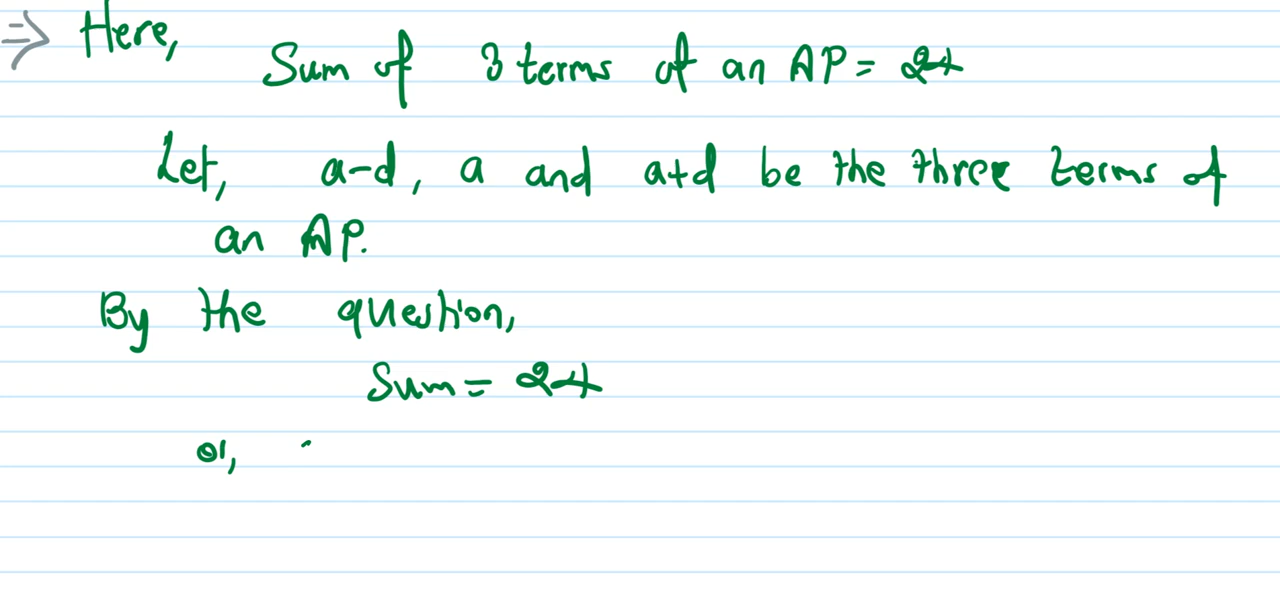 ⇒ Here,
Sum of 3 terms of an AP = 24
Let, a-d, a and a+d be the three terms of
an AP.
By the question,
Sum = 24
or,